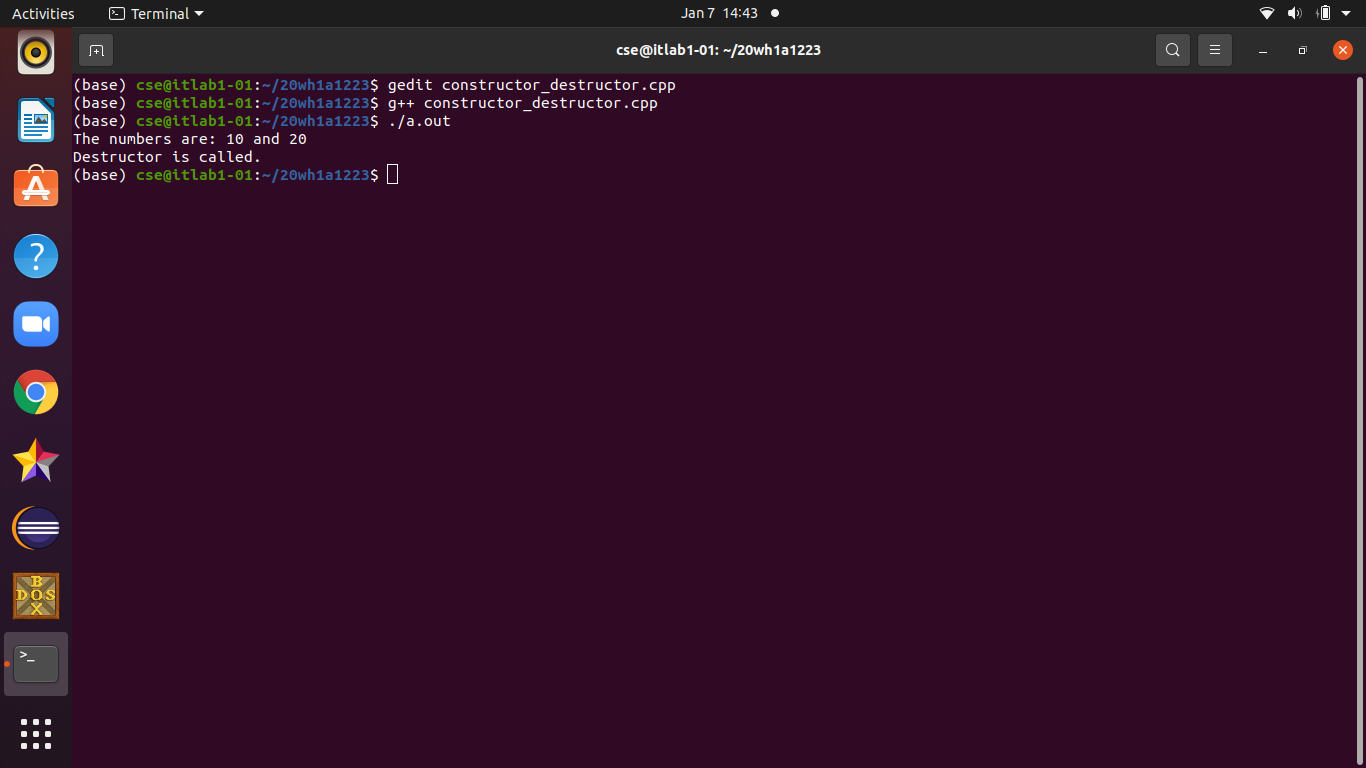 Activities Terminal Jan 7 14:43
cse@itlab1-01: ~/20wh1a1223
(base) cse@itlab1-01:~/20wh1a1223$ gedit constructor_destructor.cpp
(base) cse@itlab1-01:~/20wh1a1223$ g++ constructor_destructor.cpp
(base) cse@itlab1-01:~/20wh1a1223$ ./a.out
The numbers are: 10 and 20
Destructor is called.
(base) cse@itlab1-01:~/20wh1a1223$
A
?
B
DOS
X
>_